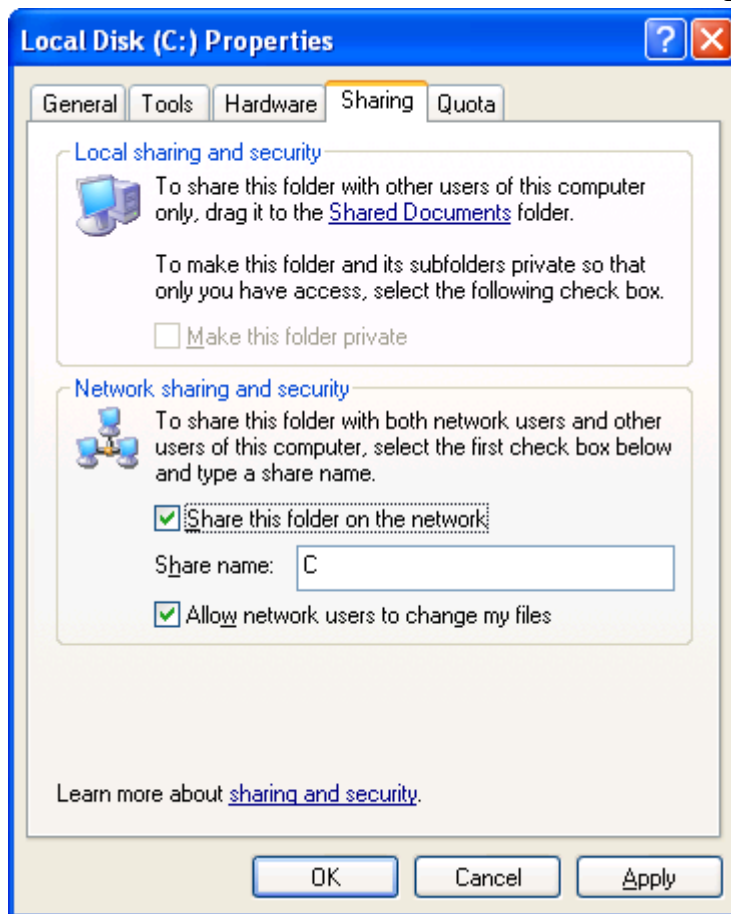 Local Disk (C:) Properties
?
General Tools Hardware Sharing Quota
Local sharing and security
To share this folder with other users of this computer
only, drag it to the Shared Documents folder.
To make this folder and its subfolders private so that
only you have access, select the following check box.
Make this folder private
Network sharing and security
To share this folder with both network users and other
users of this computer, select the first check box below
and type a share name.
Share this folder on the network
Share name: C
Allow network users to change my files
Learn more about sharing and security.
OK Cancel Apply